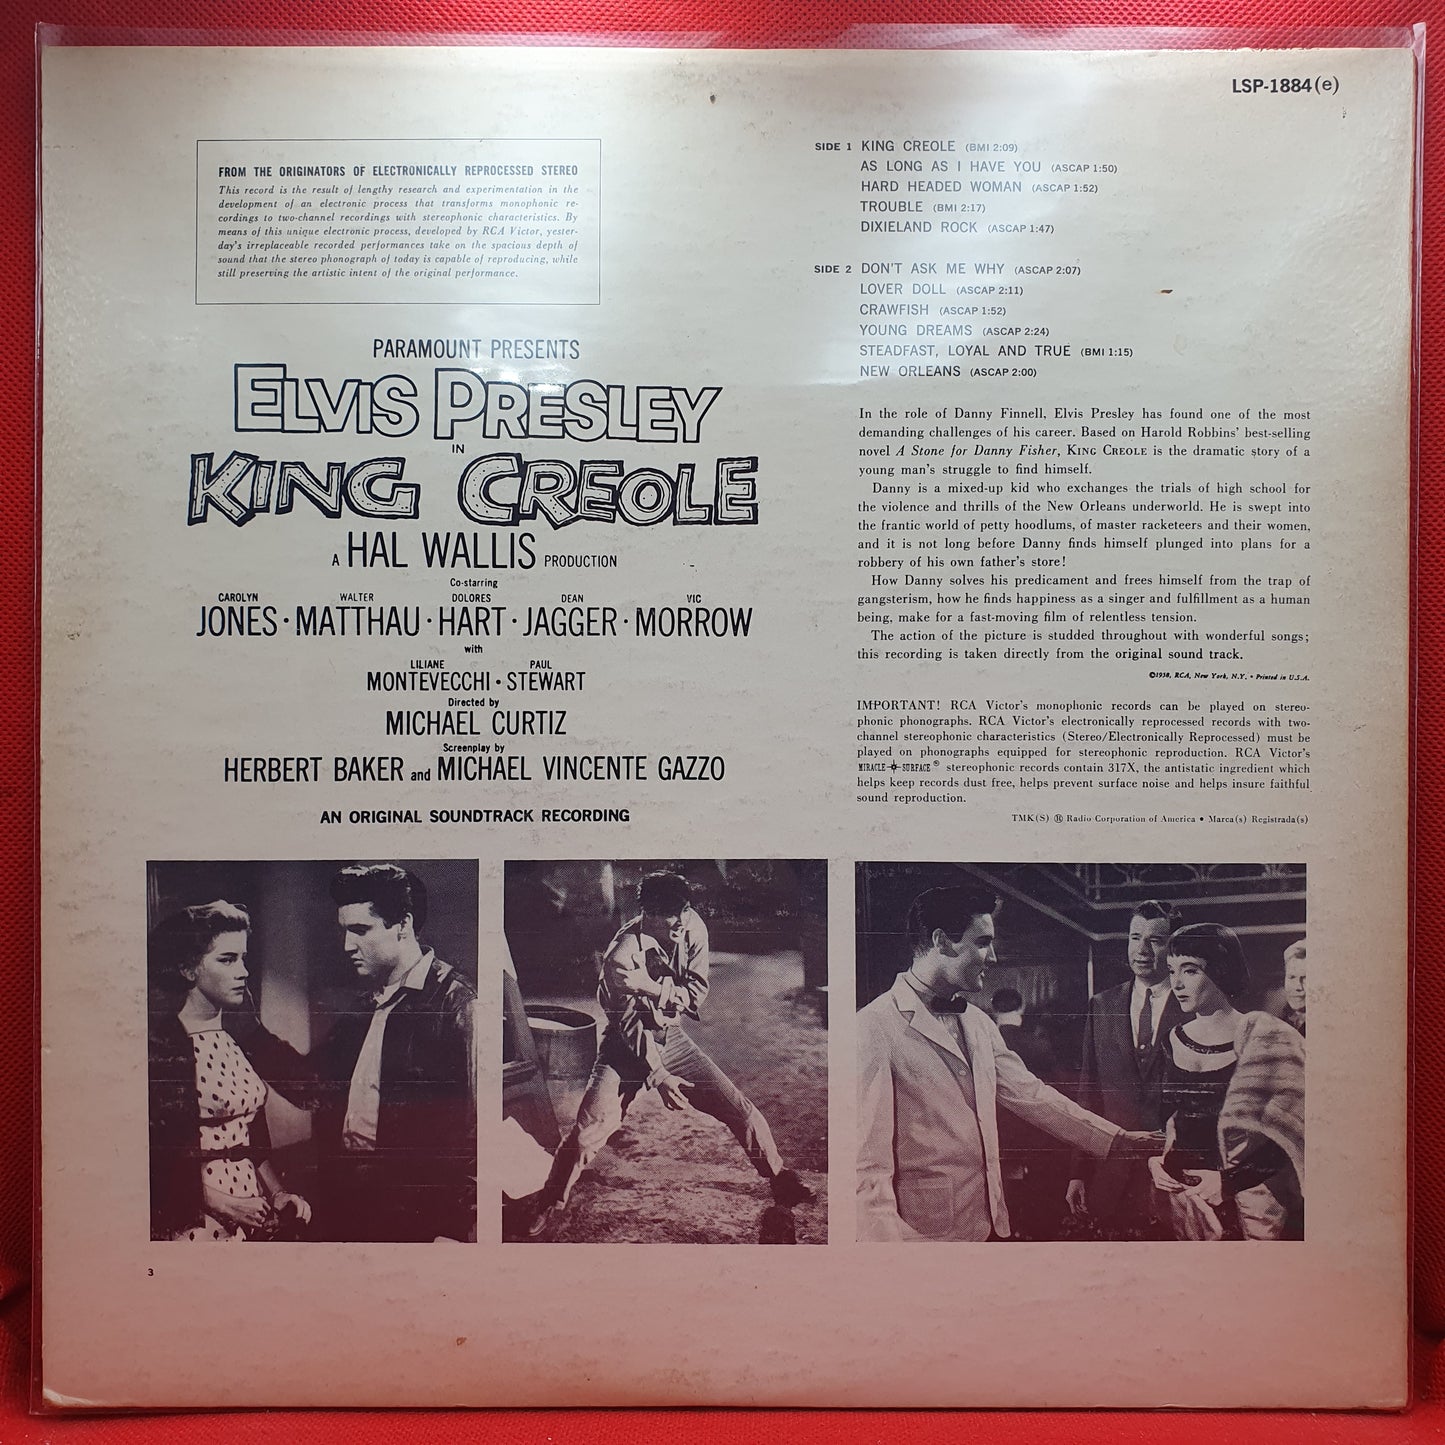 LSP-1884(e)
FROM THE ORIGINATORS OF ELECTRONICALLY REPROCESSED STEREO
This record is the result of lengthy research and experimentation in the
development of an electronic process that transforms monophonic re-
cordings to two-channel recordings with stereophonic characteristics. By
means of this unique electronic process, developed by RCA Victor, yester-
day's irreplaceable recorded performances take on the spacious depth of
sound that the stereo phonograph of today is capable of reproducing, while
still preserving the artistic intent of the original performance.
PARAMOUNT PRESENTS
ELVIS PRESLEY
IN
KING CREOLE
A HAL WALLIS PRODUCTION
Co-starring
CAROLYN WALTER DOLORES DEAN VIC
JONES · MATTHAU · HART · JAGGER · MORROW
with
LILIANE PAUL
MONTEVECCHI · STEWART
Directed by
MICHAEL CURTIZ
Screenplay by
HERBERT BAKER and MICHAEL VINCENTE GAZZO
AN ORIGINAL SOUNDTRACK RECORDING
SIDE 1 KING CREOLE (BMI 2:09)
AS LONG AS I HAVE YOU (ASCAP 1:50)
HARD HEADED WOMAN (ASCAP 1:52)
TROUBLE (BMI 2:17)
DIXIELAND ROCK (ASCAP 1:47)
SIDE 2 DON'T ASK ME WHY (ASCAP 2:07)
LOVER DOLL (ASCAP 2:11)
CRAWFISH (ASCAP 1:52)
YOUNG DREAMS (ASCAP 2:24)
STEADFAST, LOYAL AND TRUE (BMI 1:15)
NEW ORLEANS (ASCAP 2:00)
In the role of Danny Finnell, Elvis Presley has found one of the most
demanding challenges of his career. Based on Harold Robbins' best-selling
novel A Stone for Danny Fisher, KING CREOLE is the dramatic story of a
young man's struggle to find himself.
Danny is a mixed-up kid who exchanges the trials of high school for
the violence and thrills of the New Orleans underworld. He is swept into
the frantic world of petty hoodlums, of master racketeers and their women,
and it is not long before Danny finds himself plunged into plans for a
robbery of his own father's store!
How Danny solves his predicament and frees himself from the trap of
gangsterism, how he finds happiness as a singer and fulfillment as a human
being, make for a fast-moving film of relentless tension.
The action of the picture is studded throughout with wonderful songs;
this recording is taken directly from the original sound track.
©1958, RCA, New York, N.Y. • Printed in U.S.A.
IMPORTANT! RCA Victor's monophonic records can be played on stereo-
phonic phonographs. RCA Victor's electronically reprocessed records with two-
channel stereophonic characteristics (Stereo/Electronically Reprocessed) must be
played on phonographs equipped for stereophonic reproduction. RCA Victor's
MIRACLE SURFACE® stereophonic records contain 317X, the antistatic ingredient which
helps keep records dust free, helps prevent surface noise and helps insure faithful
sound reproduction.
TMK(S) ® Radio Corporation of America • Marca(s) Registrada(s)
3